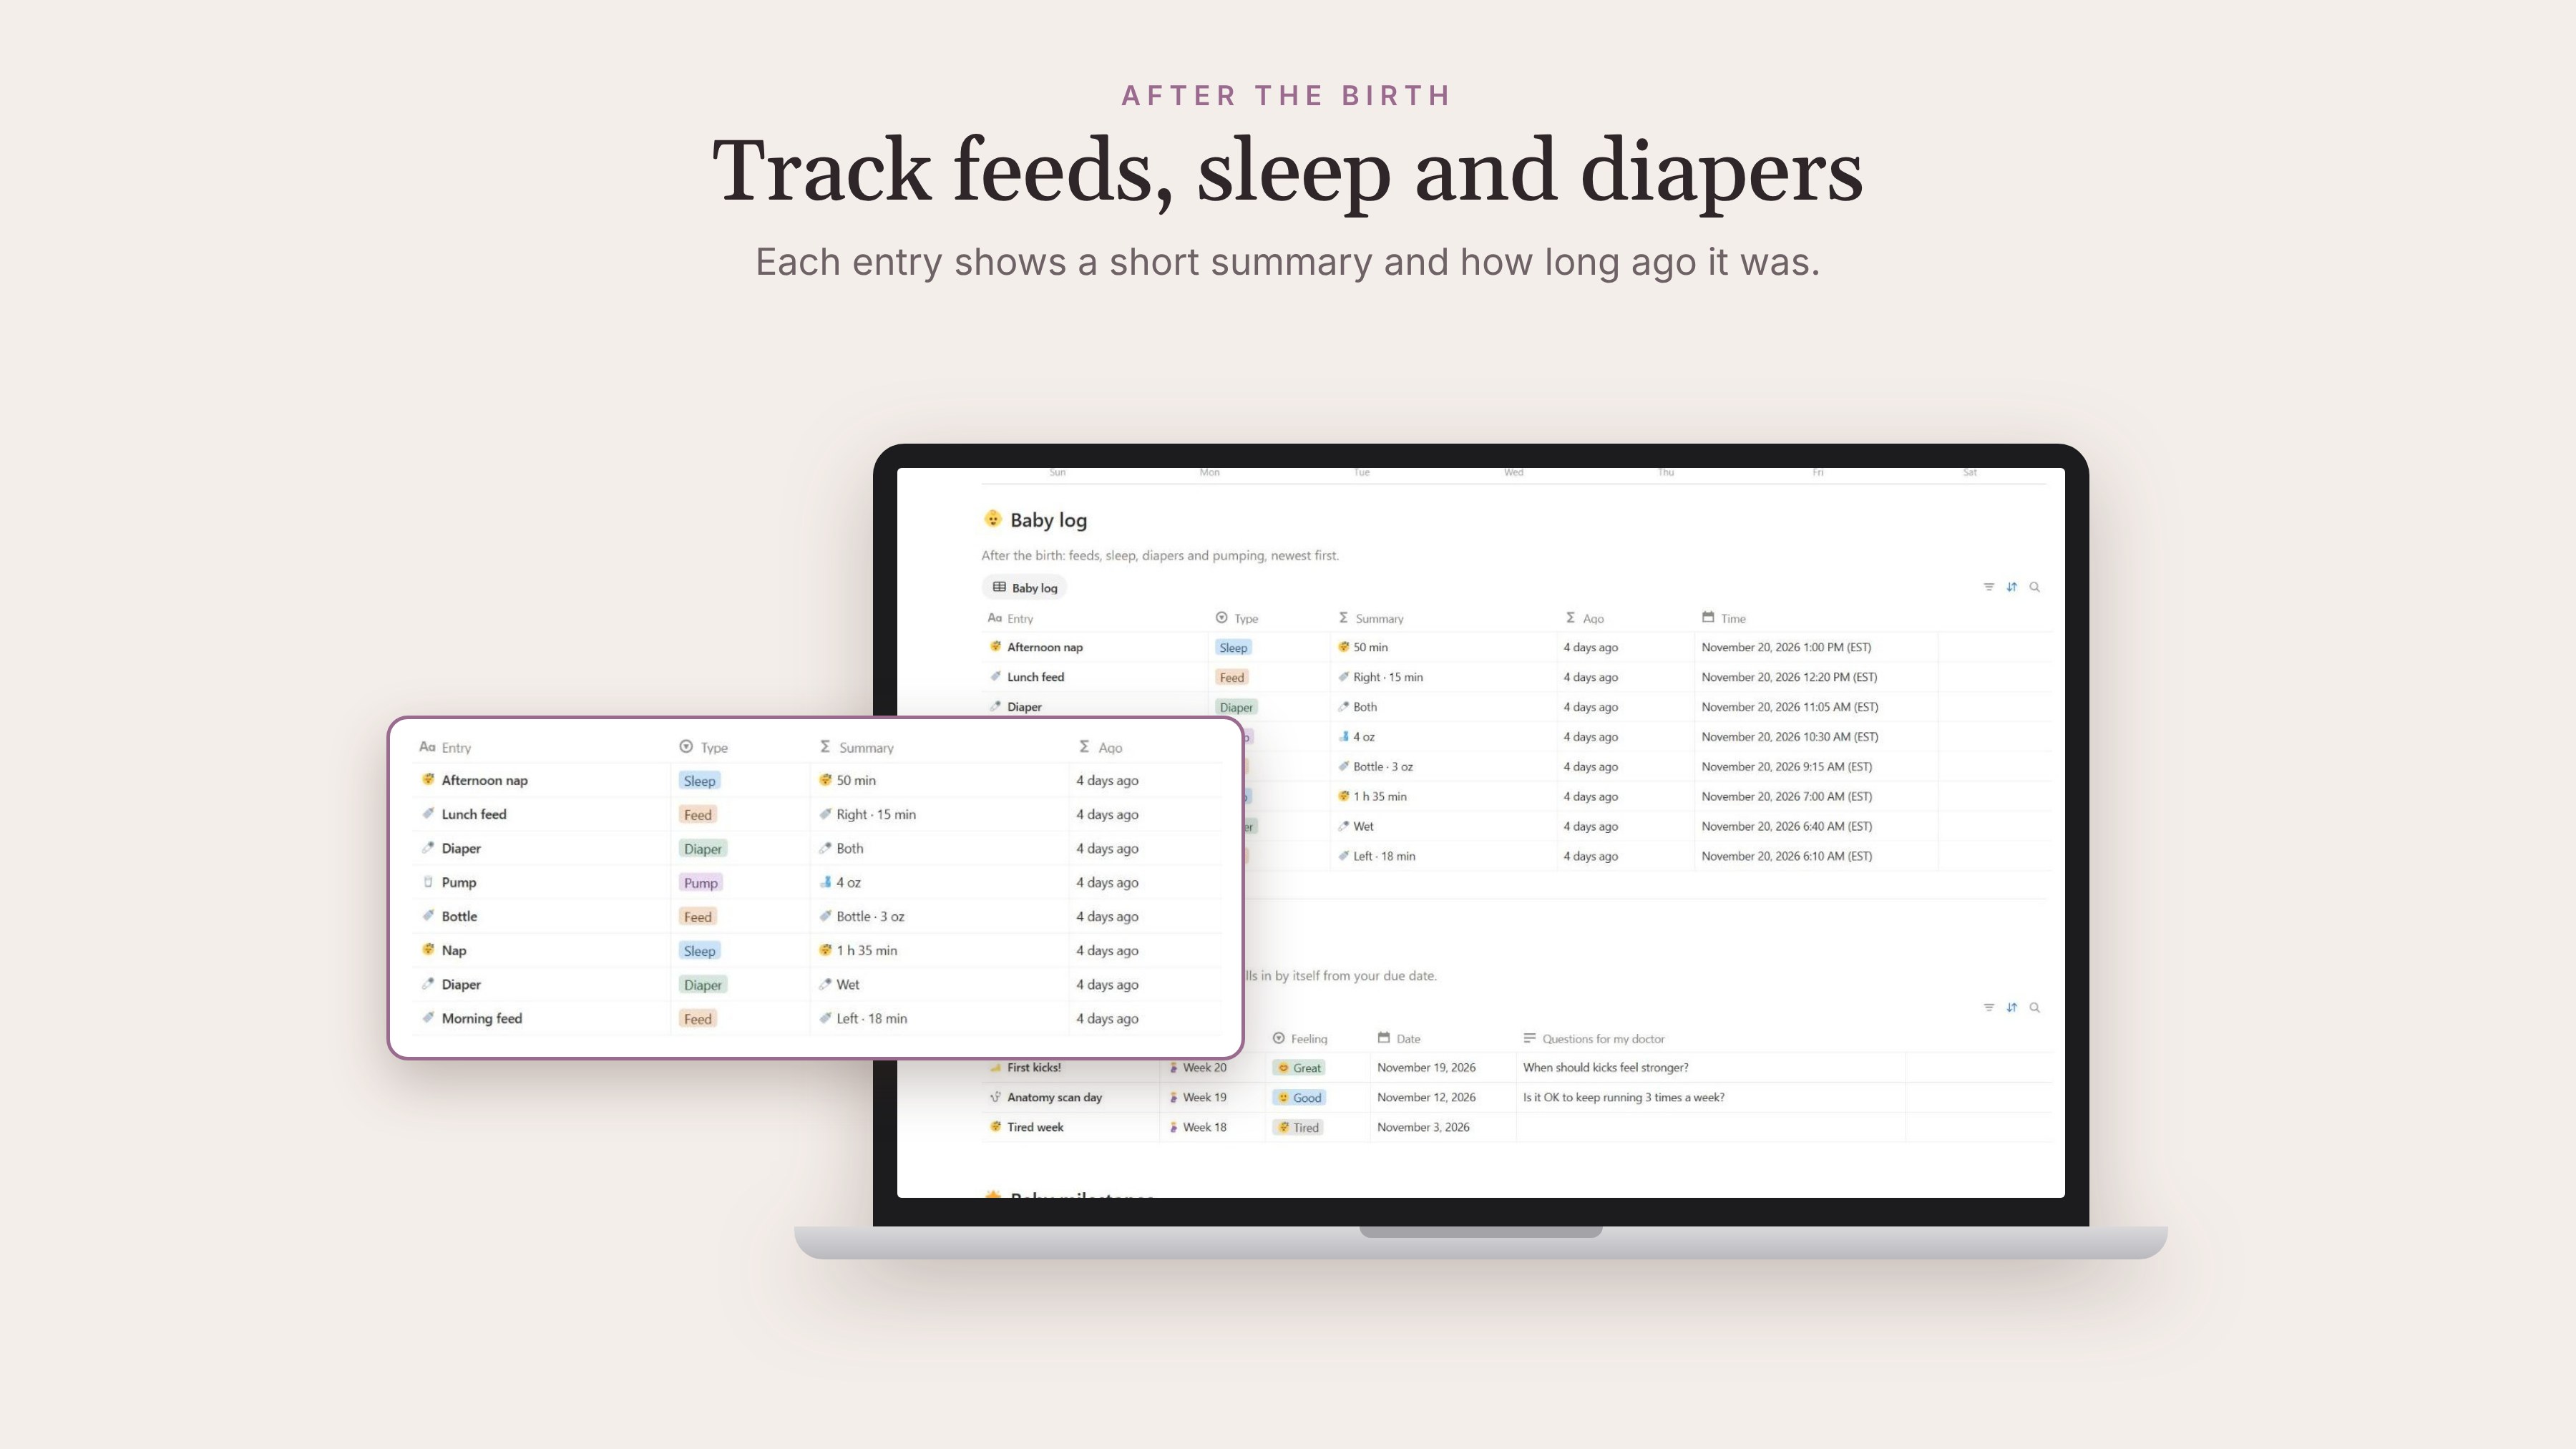 AFTER THE BIRTH
Track feeds, sleep and diapers
Each entry shows a short summary and how long ago it was.
Sun Mon Tue Wed Thu Fri Sat
Baby log
After the birth: feeds, sleep, diapers and pumping, newest first.
Baby log
Aa Entry Type Σ Summary Σ Ago Time
Afternoon nap Sleep 50 min 4 days ago November 20, 2026 1:00 PM (EST)
Lunch feed Feed Right · 15 min 4 days ago November 20, 2026 12:20 PM (EST)
Diaper Diaper Both 4 days ago November 20, 2026 11:05 AM (EST)
4 oz 4 days ago November 20, 2026 10:30 AM (EST)
Bottle · 3 oz 4 days ago November 20, 2026 9:15 AM (EST)
1 h 35 min 4 days ago November 20, 2026 7:00 AM (EST)
Wet 4 days ago November 20, 2026 6:40 AM (EST)
Left · 18 min 4 days ago November 20, 2026 6:10 AM (EST)
Aa Entry Type Σ Summary Σ Ago
Afternoon nap Sleep 50 min 4 days ago
Lunch feed Feed Right · 15 min 4 days ago
Diaper Diaper Both 4 days ago
Pump Pump 4 oz 4 days ago
Bottle Feed Bottle · 3 oz 4 days ago
Nap Sleep 1 h 35 min 4 days ago
Diaper Diaper Wet 4 days ago
Morning feed Feed Left · 18 min 4 days ago
in by itself from your due date.
Feeling Date Questions for my doctor
First kicks! Week 20 Great November 19, 2026 When should kicks feel stronger?
Anatomy scan day Week 19 Good November 12, 2026 Is it OK to keep running 3 times a week?
Tired week Week 18 Tired November 3, 2026
Baby milestones